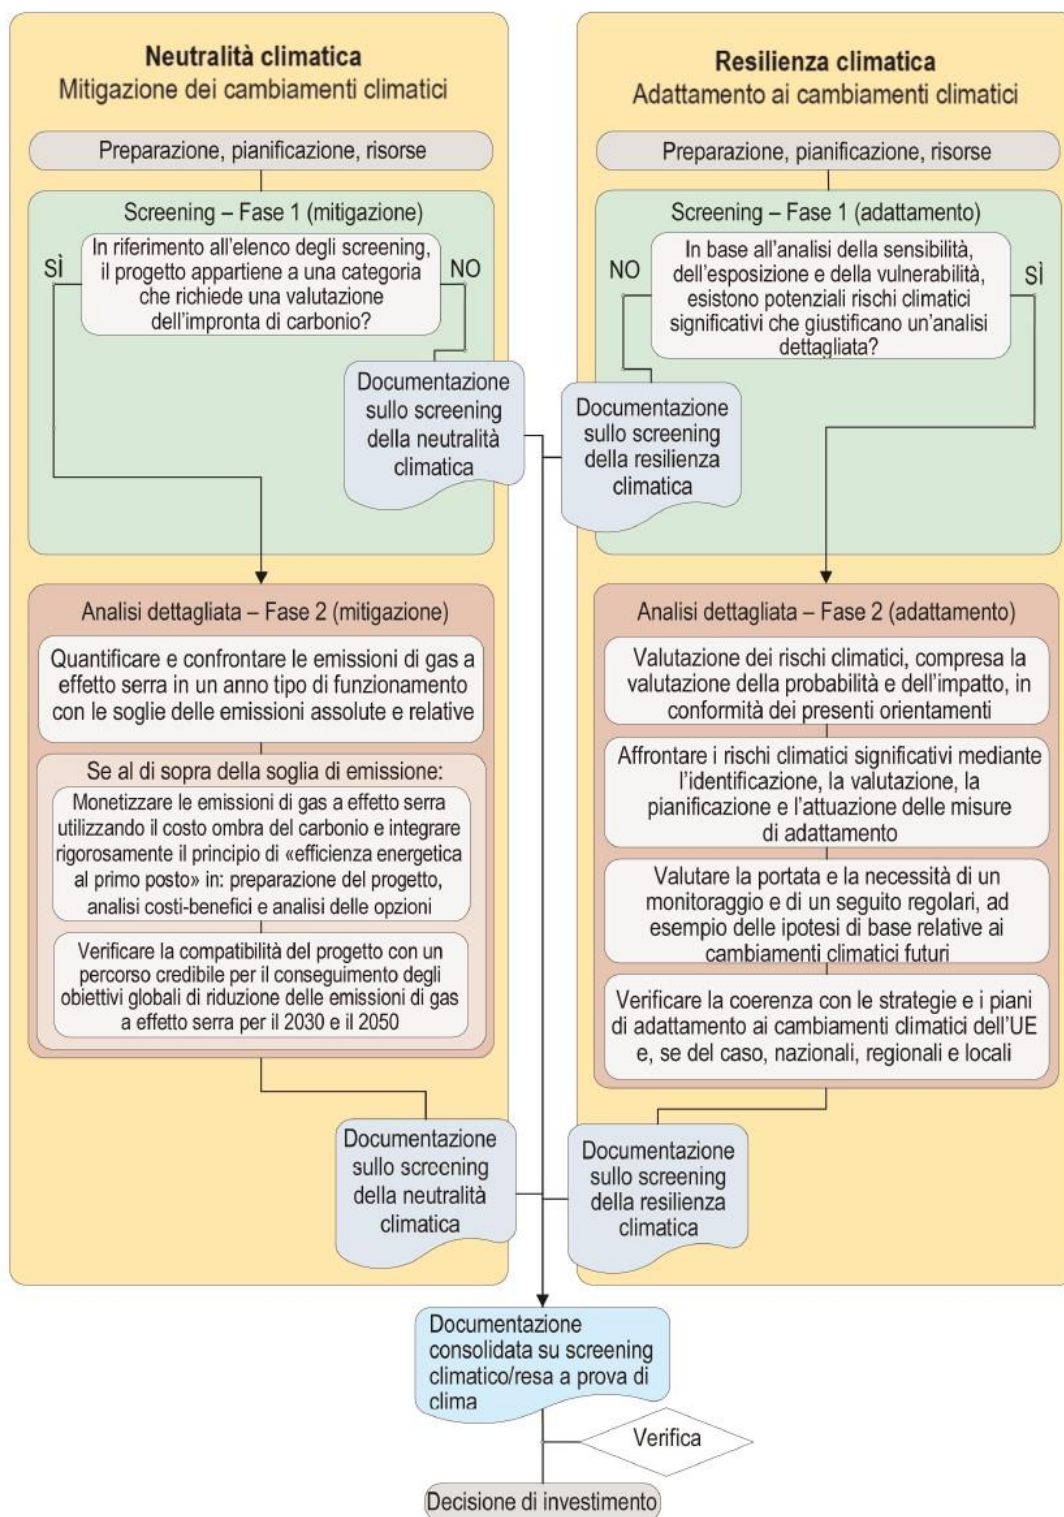 Neutralità climatica
Mitigazione dei cambiamenti climatici
Preparazione, pianificazione, risorse
Screening – Fase 1 (mitigazione)
SÌ
In riferimento all’elenco degli screening,
il progetto appartiene a una categoria
che richiede una valutazione
dell’impronta di carbonio?
NO
Documentazione
sullo screening
della neutralità
climatica
Analisi dettagliata – Fase 2 (mitigazione)
Quantificare e confrontare le emissioni di gas a
effetto serra in un anno tipo di funzionamento
con le soglie delle emissioni assolute e relative
Se al di sopra della soglia di emissione:
Monetizzare le emissioni di gas a effetto serra
utilizzando il costo ombra del carbonio e integrare
rigorosamente il principio di «efficienza energetica
al primo posto» in: preparazione del progetto,
analisi costi-benefici e analisi delle opzioni
Verificare la compatibilità del progetto con un
percorso credibile per il conseguimento degli
obiettivi globali di riduzione delle emissioni di gas
a effetto serra per il 2030 e il 2050
Documentazione
sullo screening
della neutralità
climatica
Resilienza climatica
Adattamento ai cambiamenti climatici
Preparazione, pianificazione, risorse
Screening – Fase 1 (adattamento)
NO
In base all’analisi della sensibilità,
dell’esposizione e della vulnerabilità,
esistono potenziali rischi climatici
significativi che giustificano un’analisi
dettagliata?
SÌ
Documentazione
sullo screening
della resilienza
climatica
Analisi dettagliata – Fase 2 (adattamento)
Valutazione dei rischi climatici, compresa la
valutazione della probabilità e dell’impatto, in
conformità dei presenti orientamenti
Affrontare i rischi climatici significativi mediante
l’identificazione, la valutazione, la
pianificazione e l’attuazione delle misure
di adattamento
Valutare la portata e la necessità di un
monitoraggio e di un seguito regolari, ad
esempio delle ipotesi di base relative ai
cambiamenti climatici futuri
Verificare la coerenza con le strategie e i piani
di adattamento ai cambiamenti climatici dell’UE
e, se del caso, nazionali, regionali e locali
Documentazione
sullo screening
della resilienza
climatica
Documentazione
consolidata su screening
climatico/resa a prova di
clima
Verifica
Decisione di investimento